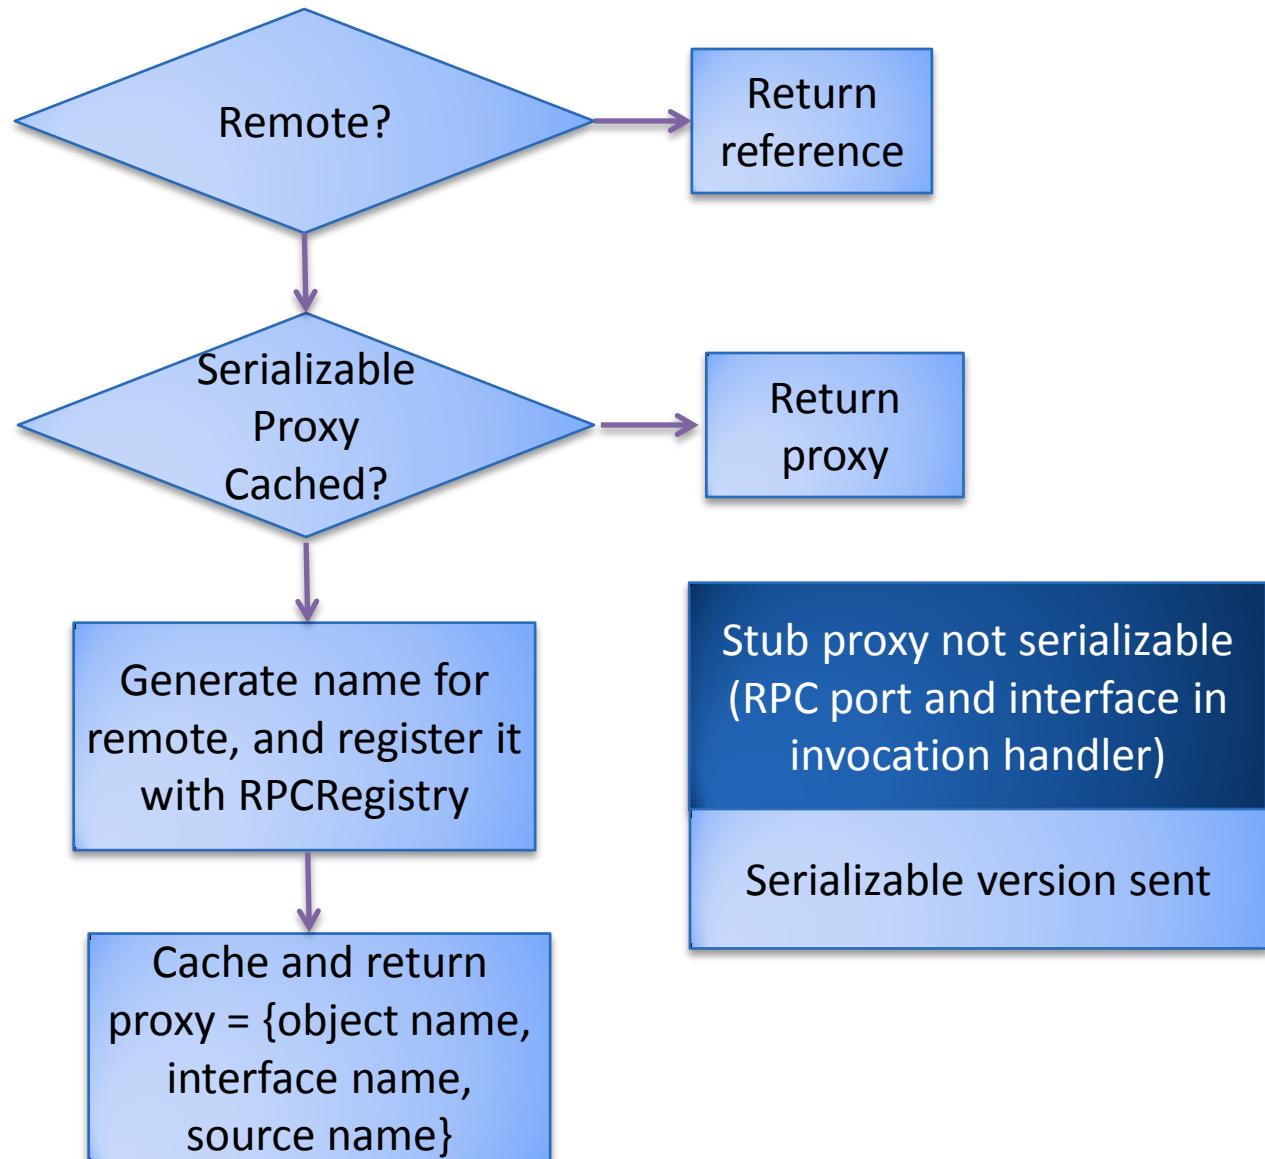 Remote?
Return
reference
Serializable
Proxy
Cached?
Return
proxy
Generate name for
remote, and register it
with RPCRegistry
Stub proxy not serializable
(RPC port and interface in
invocation handler)
Serializable version sent
Cache and return
proxy = {object name,
interface name,
source name}